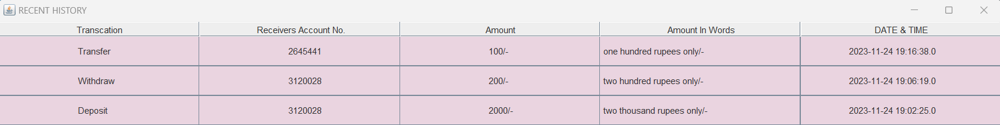 RECENT HISTORY
Transcation Receivers Account No. Amount Amount In Words DATE & TIME
Transfer 2645441 100/- one hundred rupees only/- 2023-11-24 19:16:38.0
Withdraw 3120028 200/- two hundred rupees only/- 2023-11-24 19:06:19.0
Deposit 3120028 2000/- two thousand rupees only/- 2023-11-24 19:02:25.0